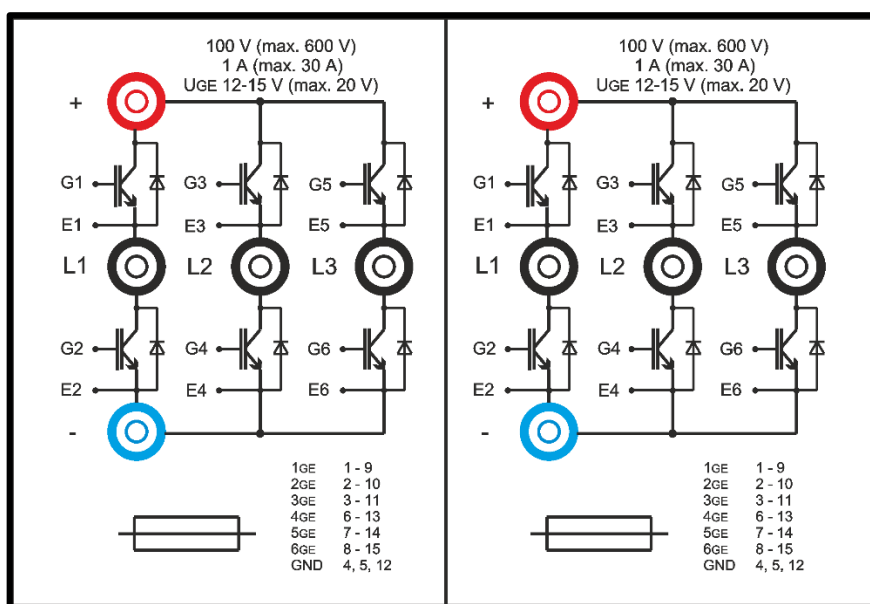 100 V (max. 600 V)
1 A (max. 30 A)
UGE 12-15 V (max. 20 V)
+
G1 G3 G5
E1 E3 E5
L1 L2 L3
G2 G4 G6
E2 E4 E6
-
1GE 1 - 9
2GE 2 - 10
3GE 3 - 11
4GE 6 - 13
5GE 7 - 14
6GE 8 - 15
GND 4, 5, 12
100 V (max. 600 V)
1 A (max. 30 A)
UGE 12-15 V (max. 20 V)
+
G1 G3 G5
E1 E3 E5
L1 L2 L3
G2 G4 G6
E2 E4 E6
-
1GE 1 - 9
2GE 2 - 10
3GE 3 - 11
4GE 6 - 13
5GE 7 - 14
6GE 8 - 15
GND 4, 5, 12